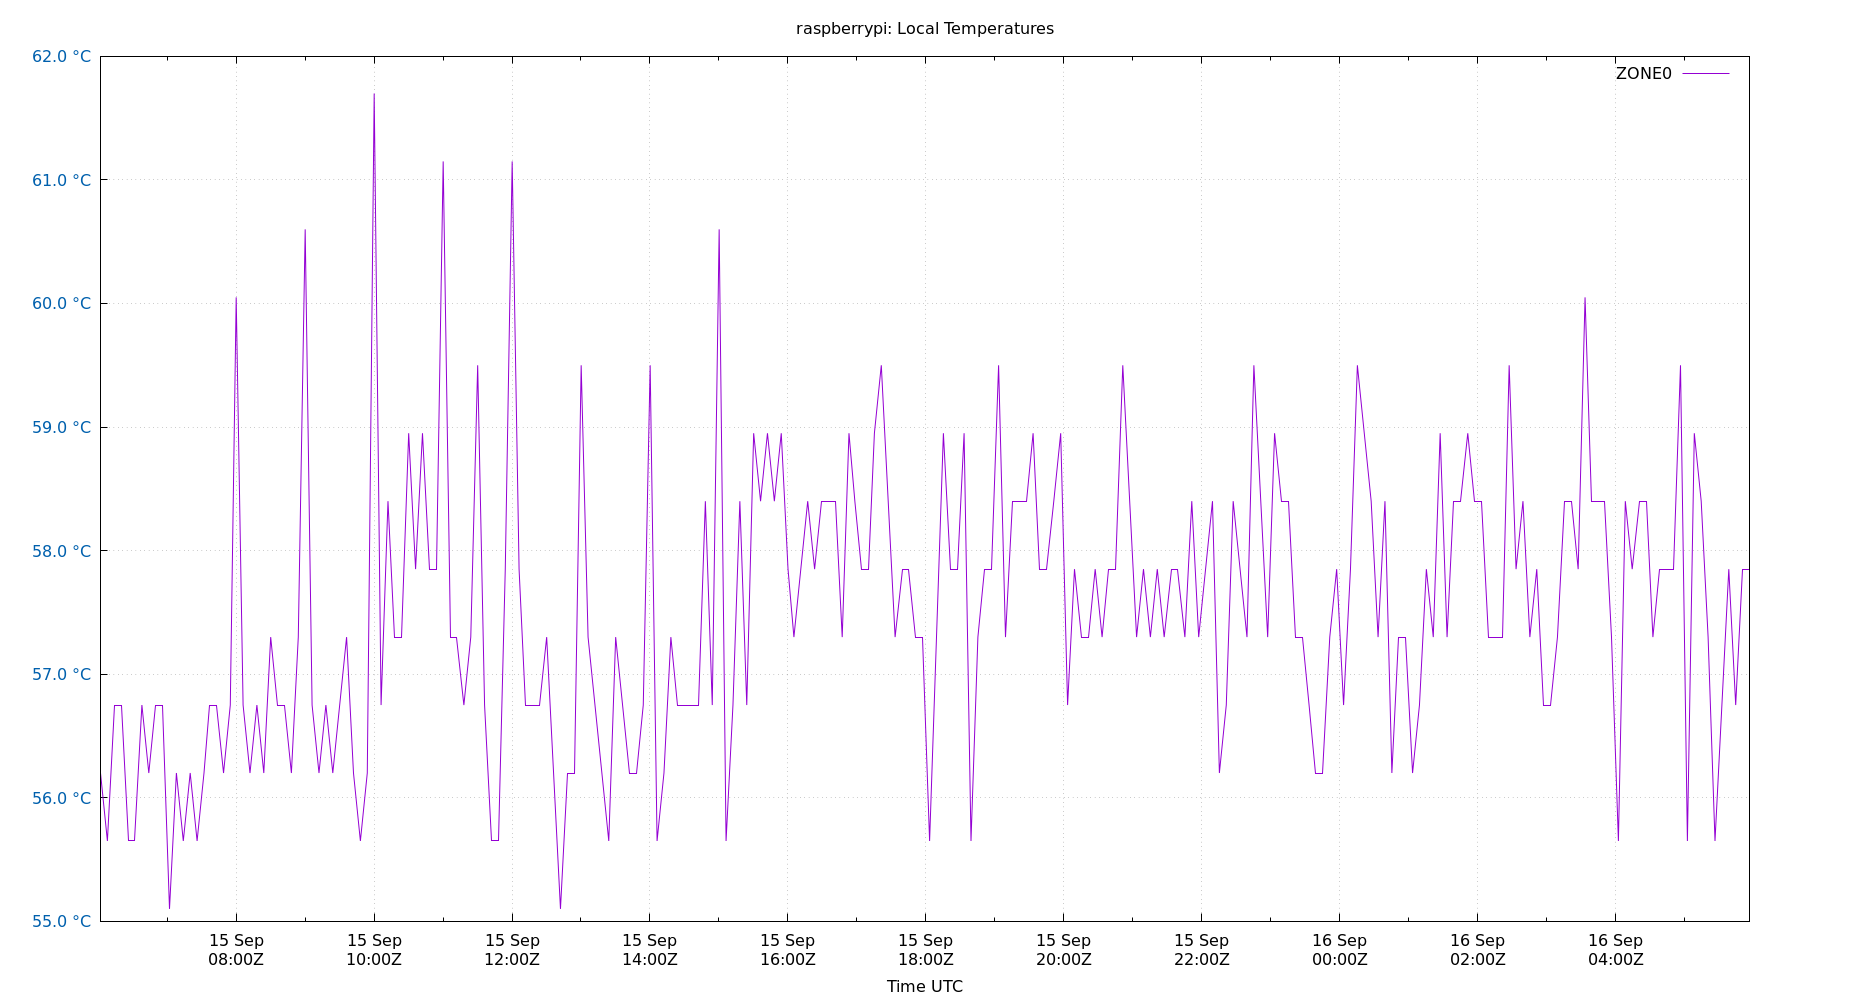 raspberrypi: Local Temperatures
62.0 °C
ZONE0
61.0 °C
60.0 °C
59.0 °C
58.0 °C
57.0 °C
56.0 °C
55.0 °C
15 Sep 15 Sep 15 Sep 15 Sep 15 Sep 15 Sep 15 Sep 15 Sep 16 Sep 16 Sep 16 Sep
08:00Z 10:00Z 12:00Z 14:00Z 16:00Z 18:00Z 20:00Z 22:00Z 00:00Z 02:00Z 04:00Z
Time UTC